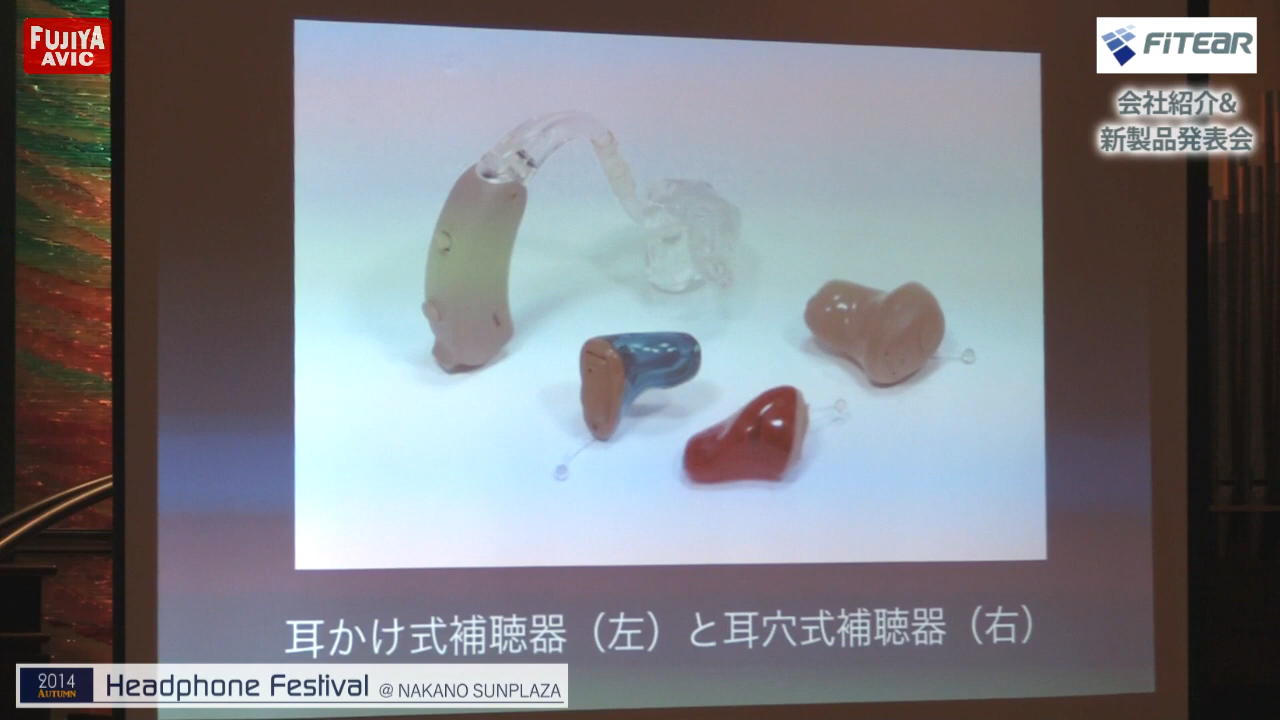 FUJIYA
AVIC
FiTEAR
会社紹介&
新製品発表会
耳かけ式補聴器（左）と耳穴式補聴器（右）
2014
AUTUMN
Headphone Festival @ NAKANO SUNPLAZA